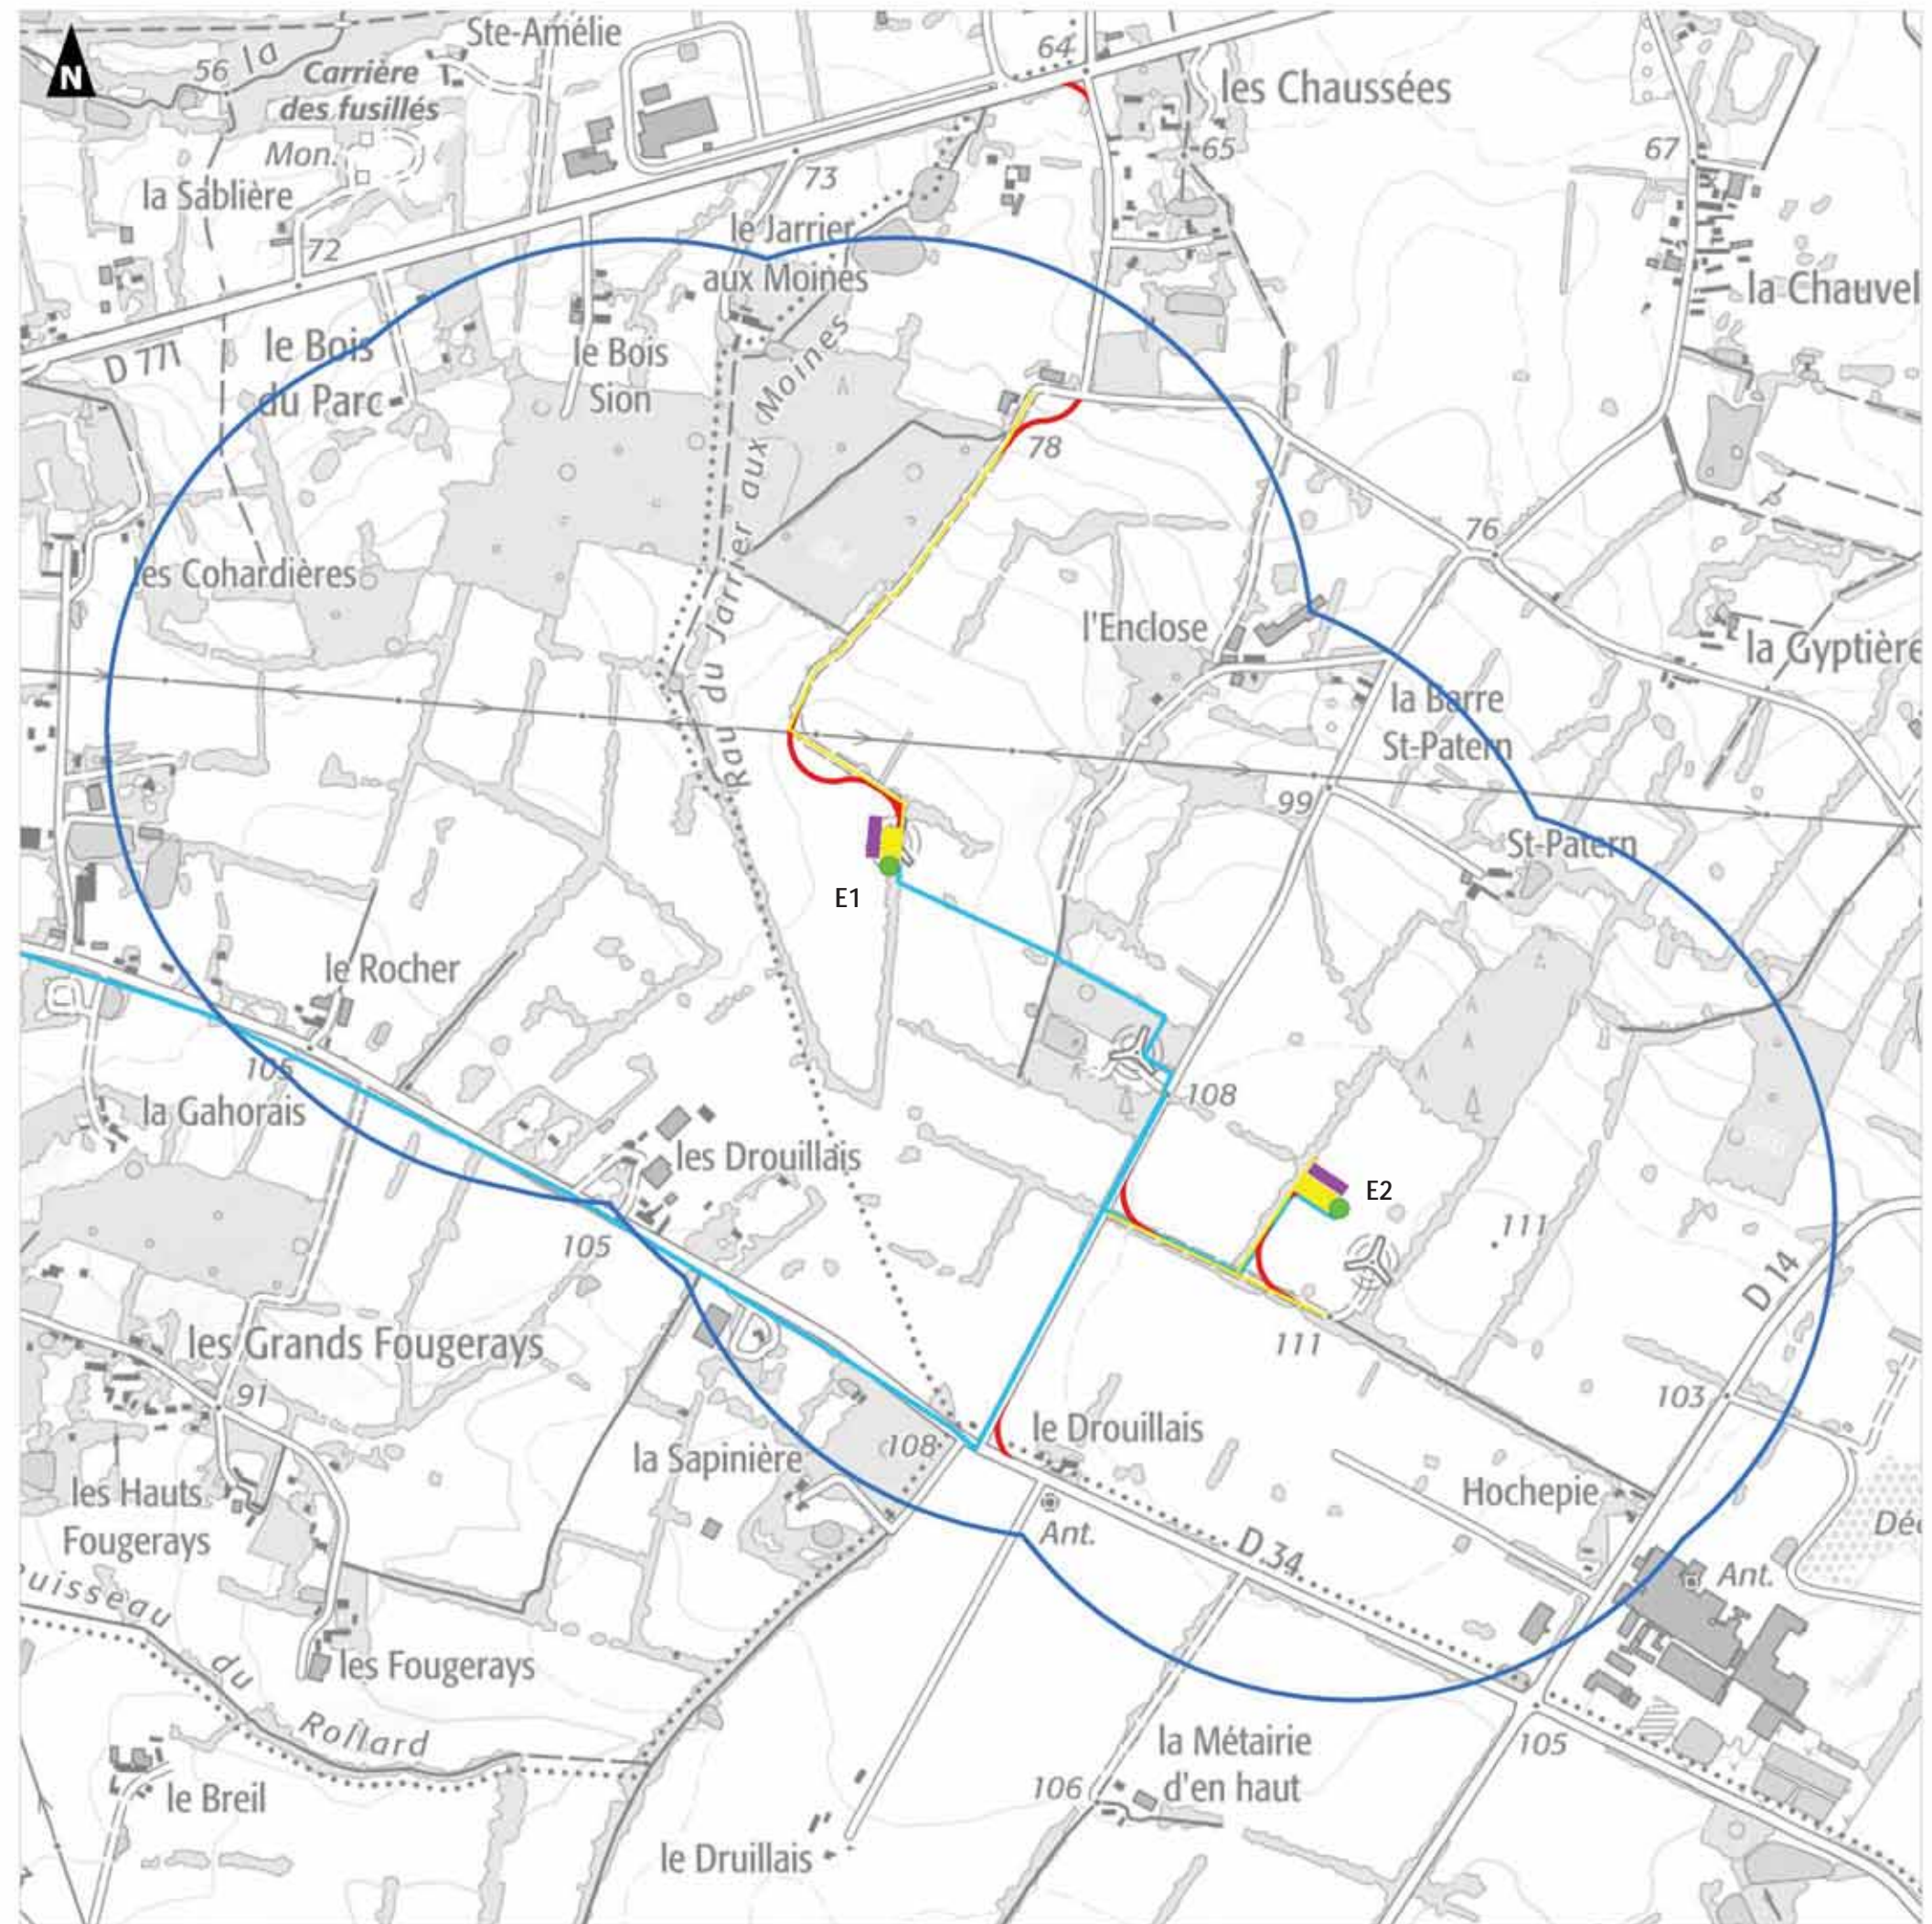 Ste-Amélie
64
N
56
la
Carrière
des fusillés
les Chaussées
Mon.
65
67
la Sablière
73
72
le Jarrier
aux Moines
la Chauvel
D 771
le Bois
du Parc
le Bois
Sion
78
76
Rau du Jarrier aux Moines
les Cohardières
l'Enclose
la Gyptière
la Barre
St-Patern
99
St-Patern
E1
le Rocher
105
108
la Gahorais
les Drouillais
E2
105
111
D 14
les Grands Fougerays
111
91
103
le Drouillais
108
la Sapinière
les Hauts
Fougerays
Hochepie
Ant.
D 34
Ant.
Ruisseau du Roîlard
les Fougerays
la Métairie
d'en haut
105
106
le Breil
le Druillais